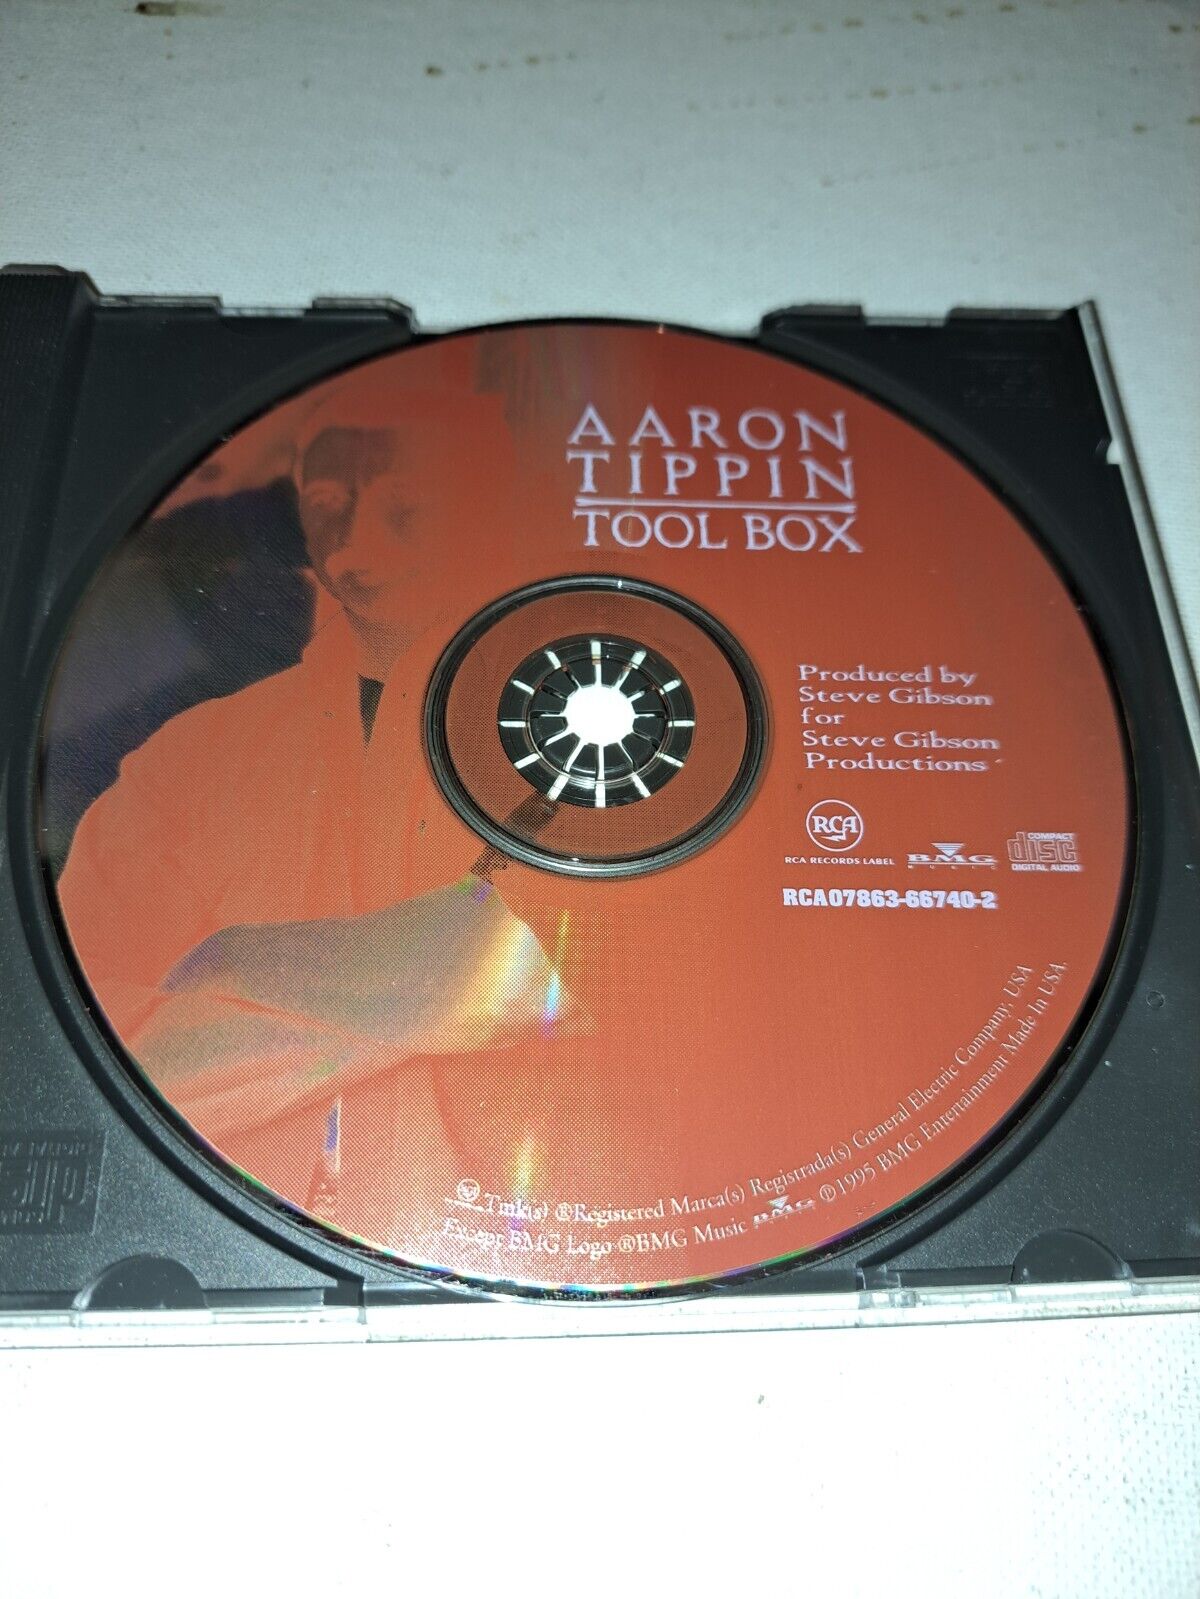 AARON
TIPPIN
TOOL BOX
Produced by
Steve Gibson
for
Steve Gibson
Productions
RCA
RCA RECORDS LABEL
BMG
MUSIC
COMPACT
disc
DIGITAL AUDIO
RCA07863-66740-2
Tmk(s) ®Registered Marca(s) Registrada(s) General Electric Company, USA
Except BMG Logo ®BMG Music BMG ℗1995 BMG Entertainment Made In USA.